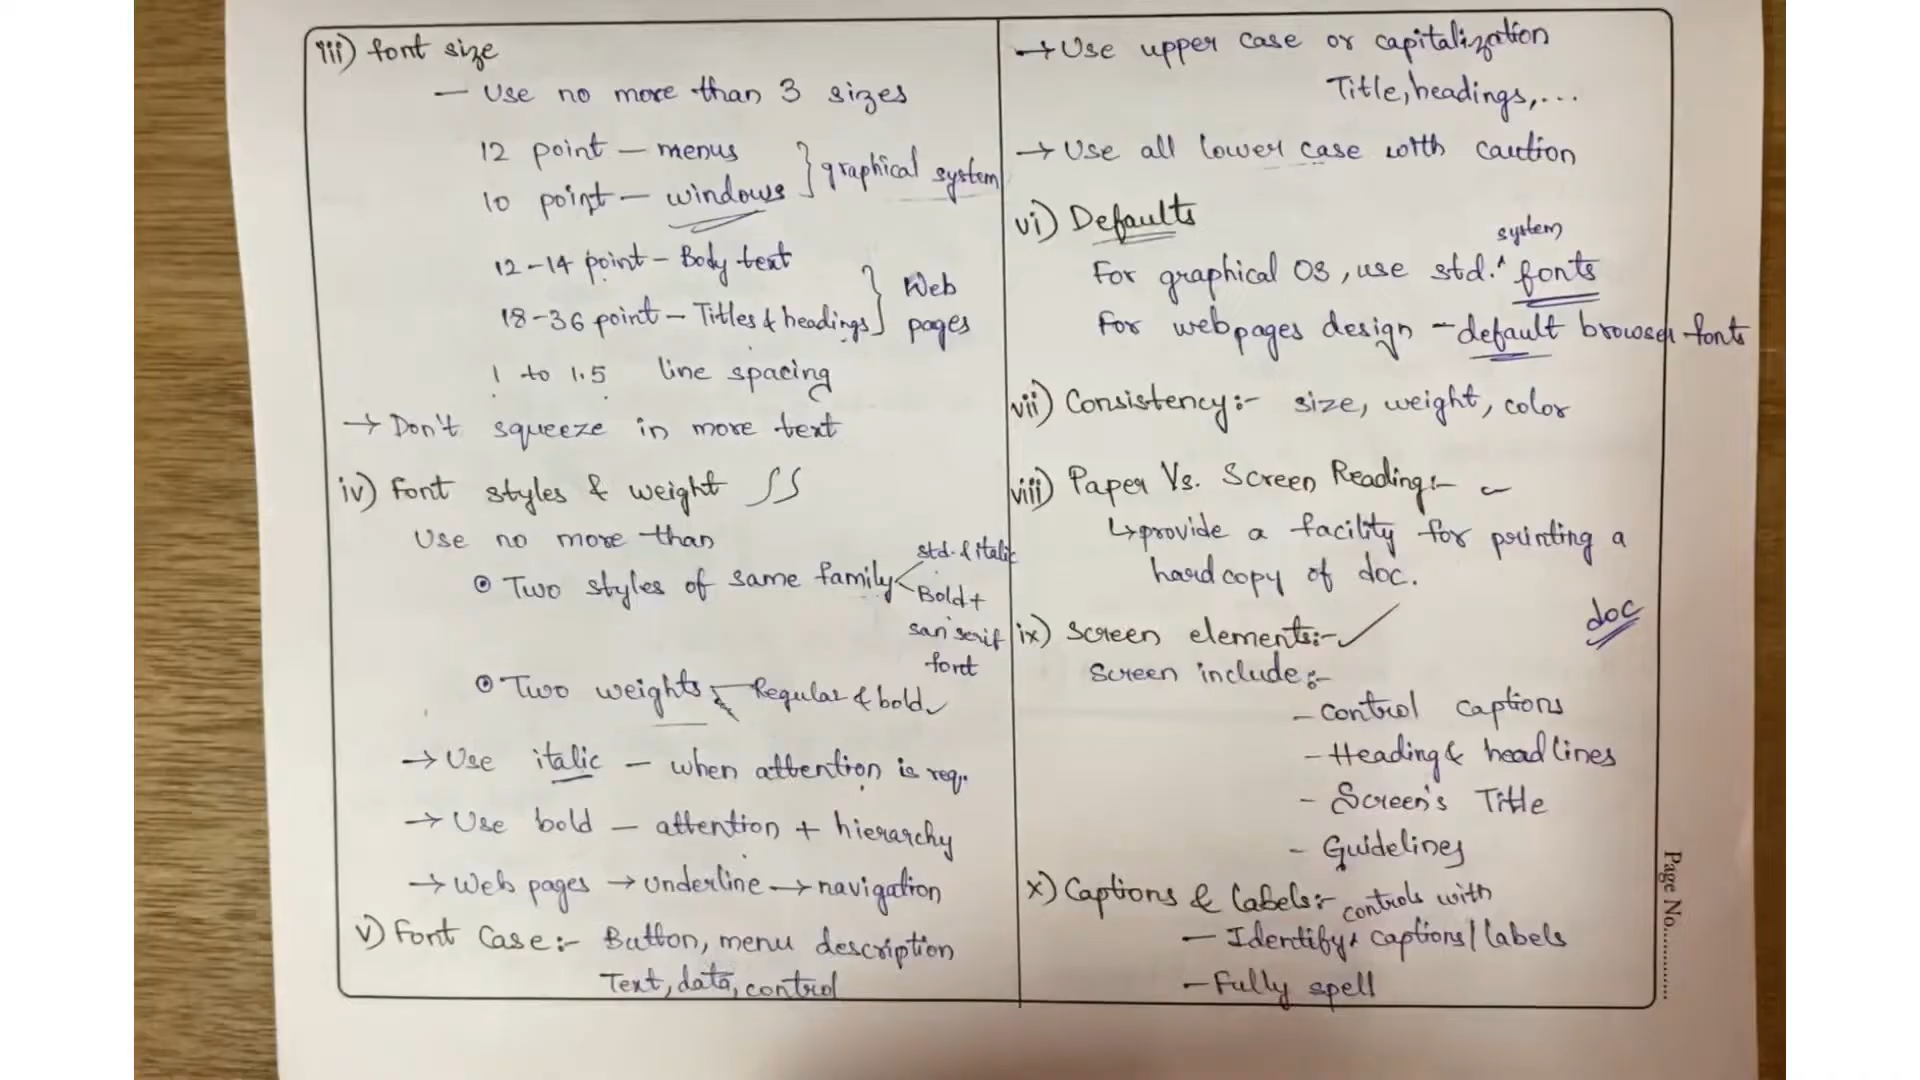 iii) font size
— Use no more than 3 sizes
12 point — menus
10 point — windows
graphical system
12-14 point — Body text
18-36 point — Titles & headings
Web
pages
1 to 1.5 line spacing
→ Don't squeeze in more text
iv) Font styles & weight
Use no more than
Two styles of same family
std. & italic
Bold +
san serif
font
Two weights Regular & bold
→ Use italic — when attention is req.
→ Use bold — attention + hierarchy
→ Web pages → underline → navigation
v) Font Case:- Button, menu description
Text, data, control
→ Use upper case or capitalization
Title, headings,...
→ Use all lower case with caution
vi) Defaults
system
For graphical OS, use std.^ fonts
For webpages design - default browser fonts
vii) Consistency:- size, weight, color
viii) Paper Vs. Screen Reading:-
↳ provide a facility for printing a
hardcopy of doc.
doc
ix) Screen elements:-
Screen include:-
- Control captions
- Heading & headlines
- Screen's Title
- Guidelines
x) Captions & Labels:- controls with
— Identify^ captions/labels
— Fully spell
Page No.............